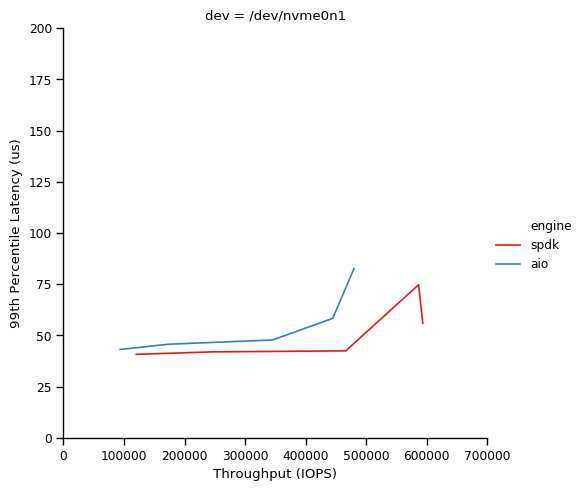 dev = /dev/nvme0n1
200
175
150
125
100
75
50
25
0
99th Percentile Latency (us)
0 100000 200000 300000 400000 500000 600000 700000
Throughput (IOPS)
engine
spdk
aio